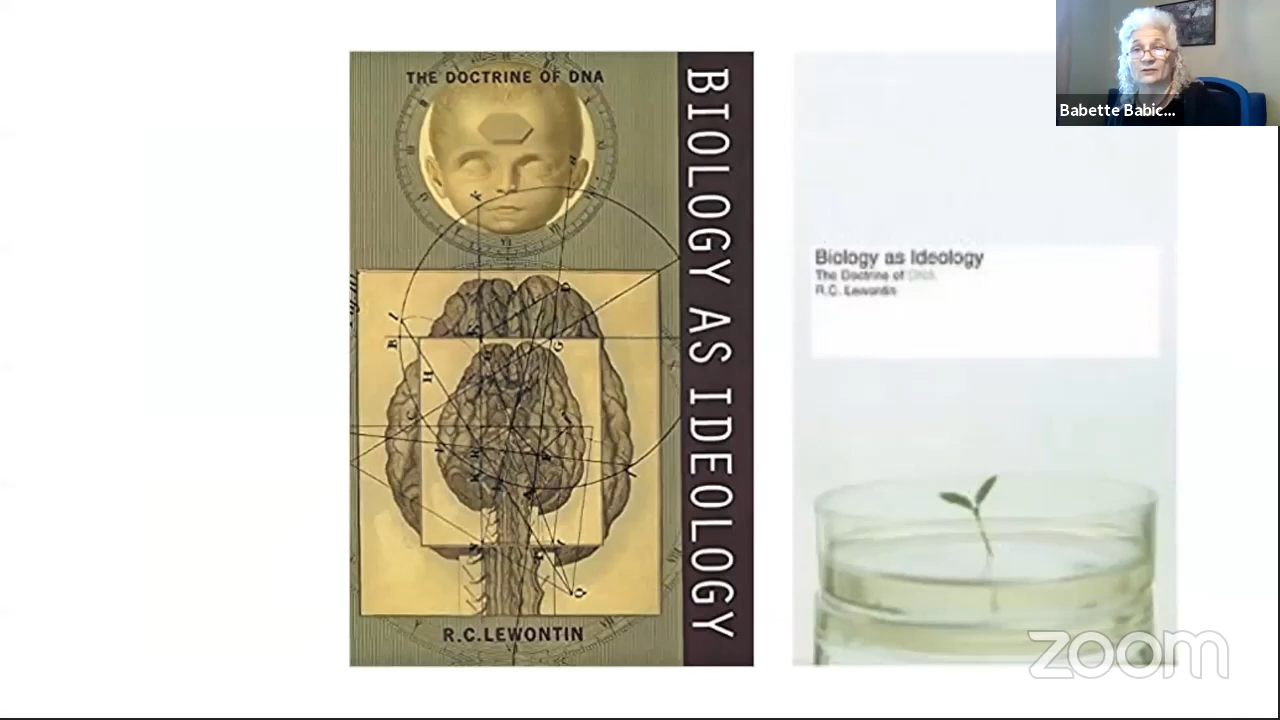 THE DOCTRINE OF DNA
BIOLOGY AS IDEOLOGY
R.C.LEWONTIN
Biology as Ideology
The Doctrine of DNA
R.C. Lewontin
Babette Babic...
zoom